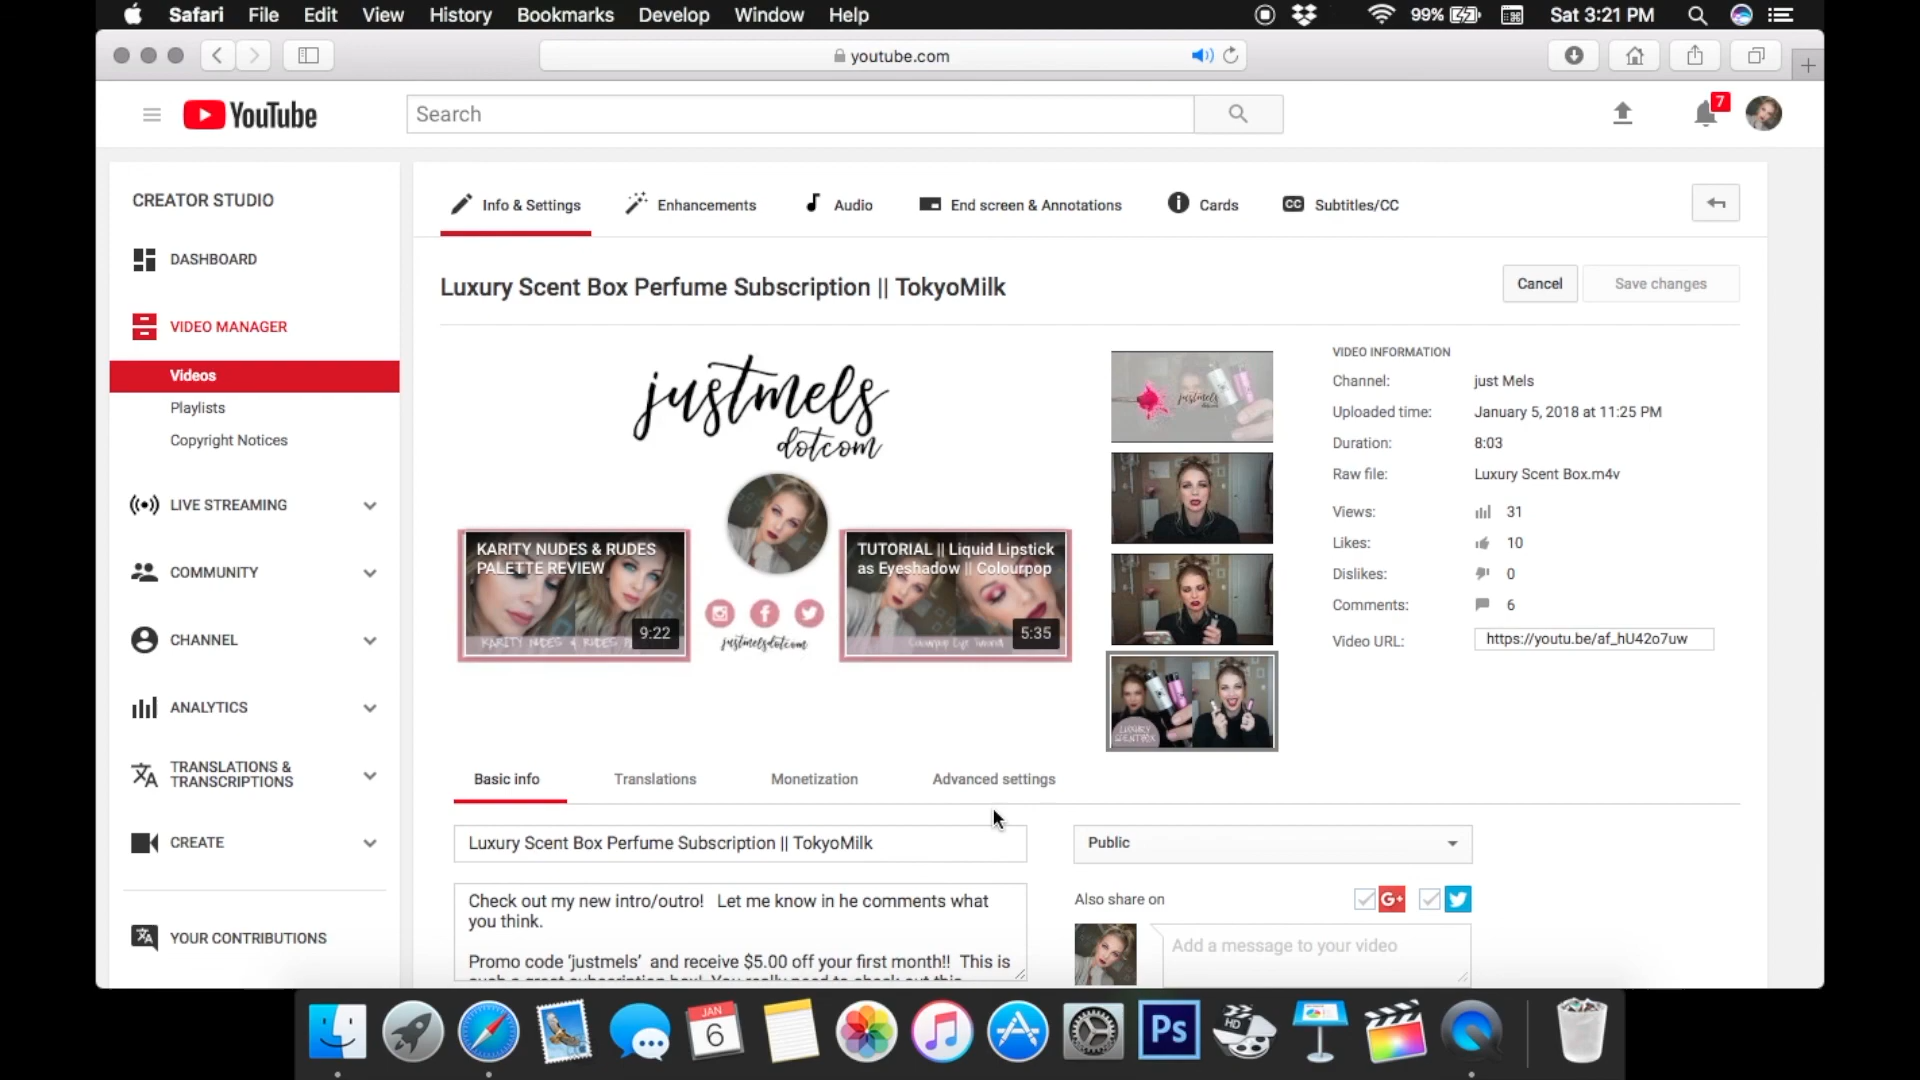 Safari File Edit View History Bookmarks Develop Window Help 99% Sat 3:21 PM
youtube.com
YouTube Search 7
CREATOR STUDIO
DASHBOARD
VIDEO MANAGER
Videos
Playlists
Copyright Notices
LIVE STREAMING
COMMUNITY
CHANNEL
ANALYTICS
TRANSLATIONS &
TRANSCRIPTIONS
CREATE
YOUR CONTRIBUTIONS
Info & Settings Enhancements Audio End screen & Annotations Cards CC Subtitles/CC
Luxury Scent Box Perfume Subscription || TokyoMilk
Cancel Save changes
justmels
dotcom
KARITY NUDES & RUDES
PALETTE REVIEW
9:22
justmelsdotcom
TUTORIAL || Liquid Lipstick
as Eyeshadow || Colourpop
5:35
justmels
LUXURY
SCENTBOX
VIDEO INFORMATION
Channel: just Mels
Uploaded time: January 5, 2018 at 11:25 PM
Duration: 8:03
Raw file: Luxury Scent Box.m4v
Views: 31
Likes: 10
Dislikes: 0
Comments: 6
Video URL: https://youtu.be/af_hU42o7uw
Basic info Translations Monetization Advanced settings
Luxury Scent Box Perfume Subscription || TokyoMilk
Check out my new intro/outro! Let me know in he comments what
you think.
Promo code 'justmels' and receive $5.00 off your first month!! This is
Public
Also share on G+
Add a message to your video
JAN
6
Ps
HD